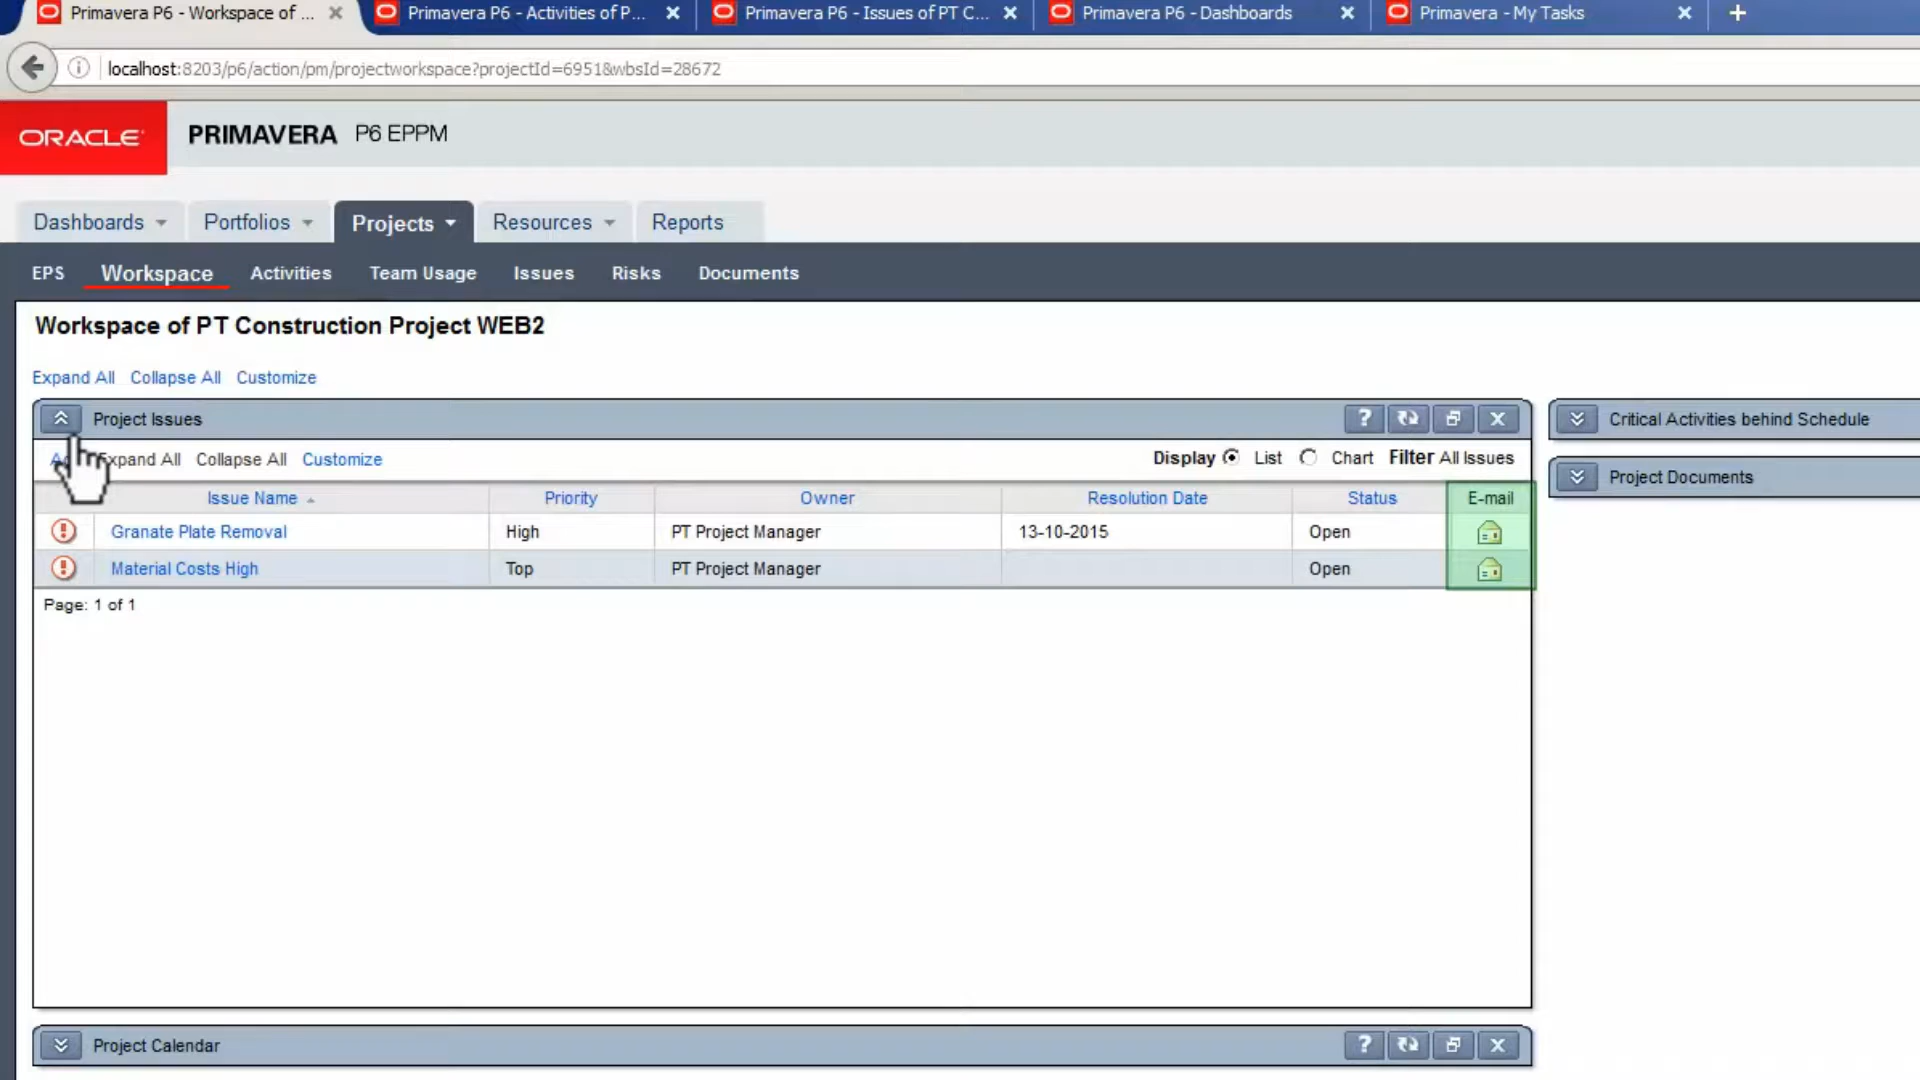 Primavera P6 - Workspace of ...
Primavera P6 - Activities of P...
Primavera P6 - Issues of PT C...
Primavera P6 - Dashboards
Primavera - My Tasks
localhost:8203/p6/action/pm/projectworkspace?projectId=6951&wbsId=28672
ORACLE PRIMAVERA P6 EPPM
Dashboards Portfolios Projects Resources Reports
EPS Workspace Activities Team Usage Issues Risks Documents
Workspace of PT Construction Project WEB2
Expand All Collapse All Customize
Project Issues
Critical Activities behind Schedule
Expand All Collapse All Customize Display List Chart Filter All Issues
Project Documents
Issue Name Priority Owner Resolution Date Status E-mail
Granate Plate Removal High PT Project Manager 13-10-2015 Open
Material Costs High Top PT Project Manager Open
Page: 1 of 1
Project Calendar